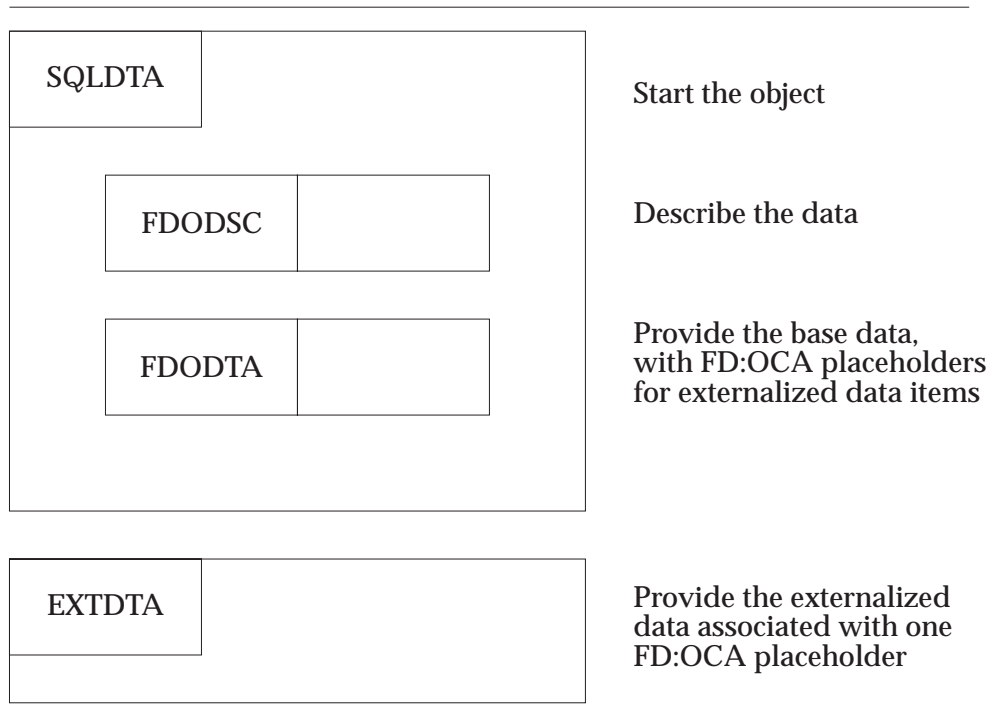 SQLDTA
Start the object
FDODSC
Describe the data
FDODTA
Provide the base data,
with FD:OCA placeholders
for externalized data items
EXTDTA
Provide the externalized
data associated with one
FD:OCA placeholder